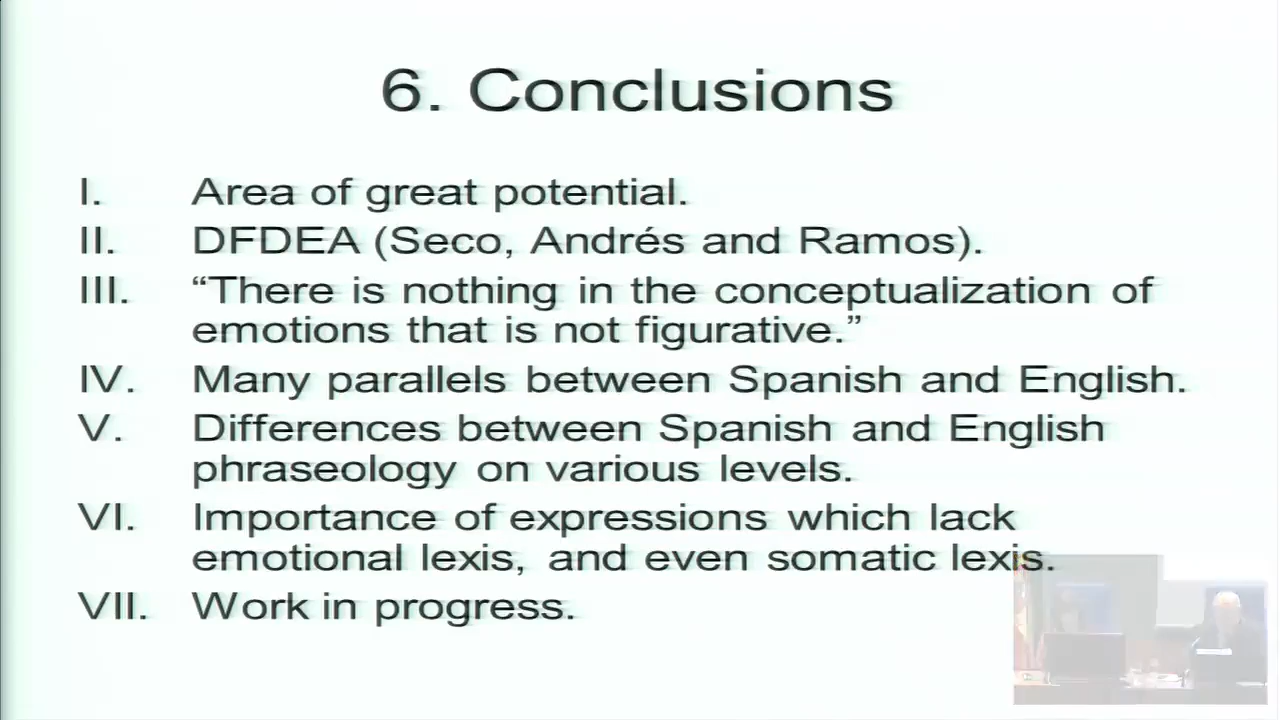 6. Conclusions
I. Area of great potential.
II. DFDEA (Seco, Andrés and Ramos).
III. “There is nothing in the conceptualization of
emotions that is not figurative.”
IV. Many parallels between Spanish and English.
V. Differences between Spanish and English
phraseology on various levels.
VI. Importance of expressions which lack
emotional lexis, and even somatic lexis.
VII. Work in progress.